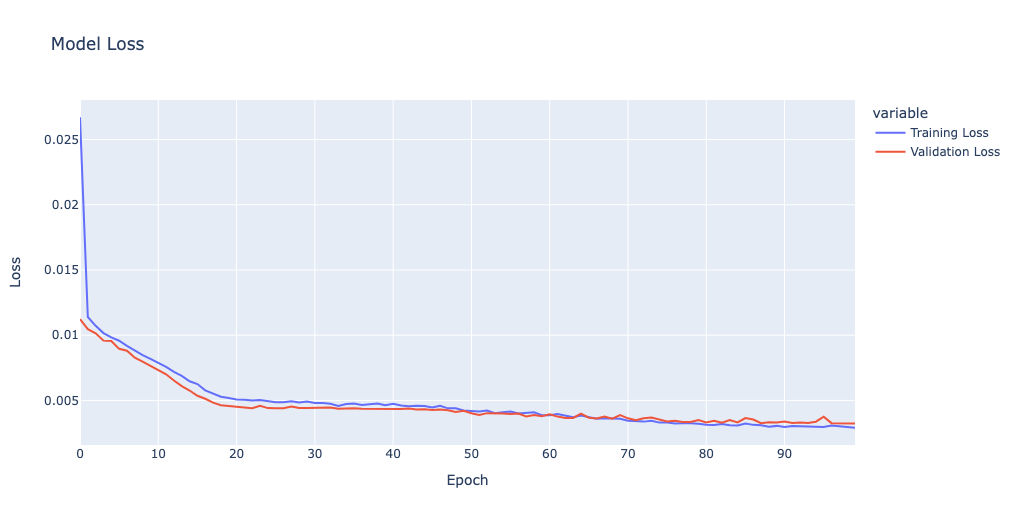 Model Loss
variable
Training Loss
Validation Loss
0.025
0.02
0.015
0.01
0.005
Loss
0 10 20 30 40 50 60 70 80 90
Epoch